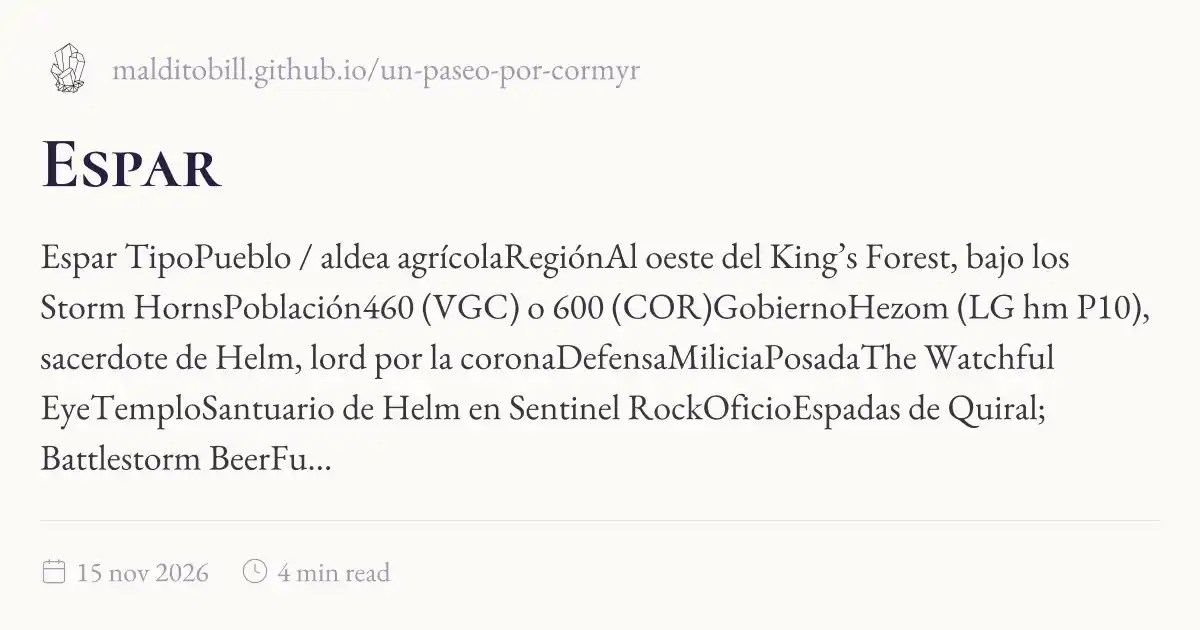 malditobill.github.io/un-paseo-por-cormyr
Espar
Espar TipoPueblo / aldea agrícolaRegiónAl oeste del King’s Forest, bajo los
Storm HornsPoblación460 (VGC) o 600 (COR)GobiernoHezom (LG hm P10),
sacerdote de Helm, lord por la coronaDefensaMiliciaPosadaThe Watchful
EyeTemploSantuario de Helm en Sentinel RockOficioEspadas de Quiral;
Battlestorm BeerFu...
15 nov 2026 4 min read